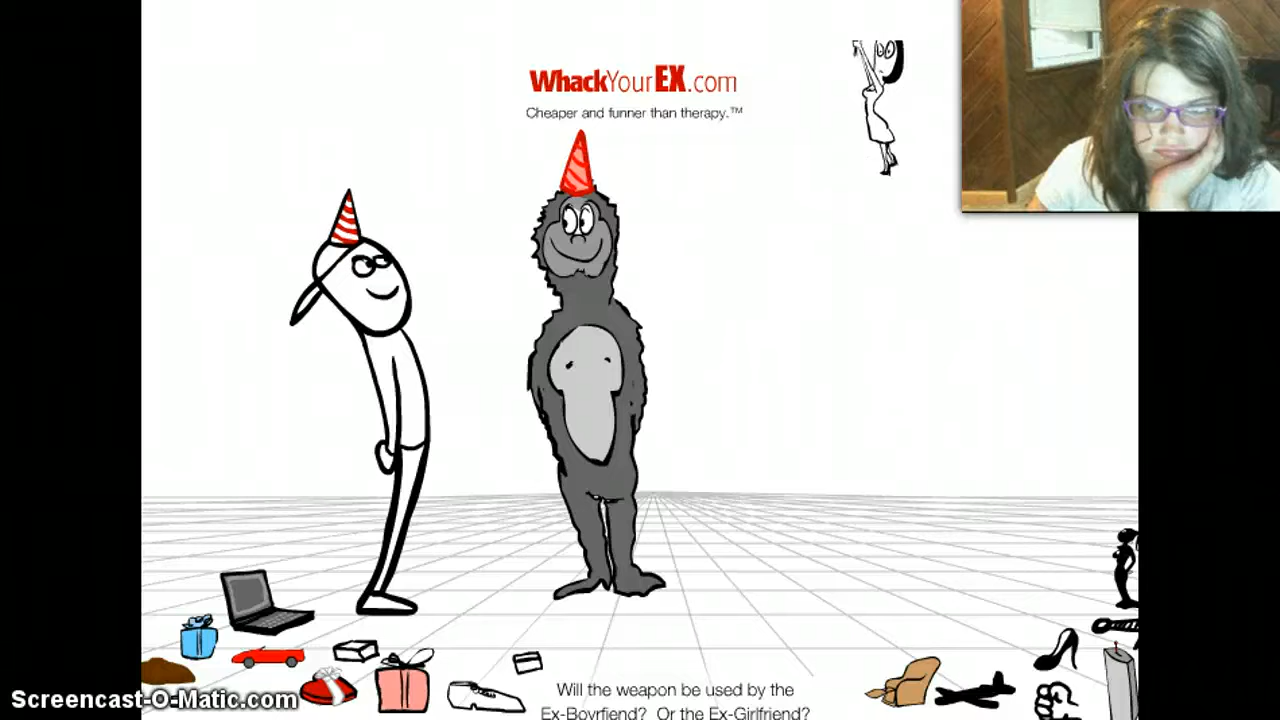 WhackYourEX.com
Cheaper and funner than therapy.™
Screencast-O-Matic.com
Will the weapon be used by the
Ex-Boyrfiend? Or the Ex-Girlfriend?